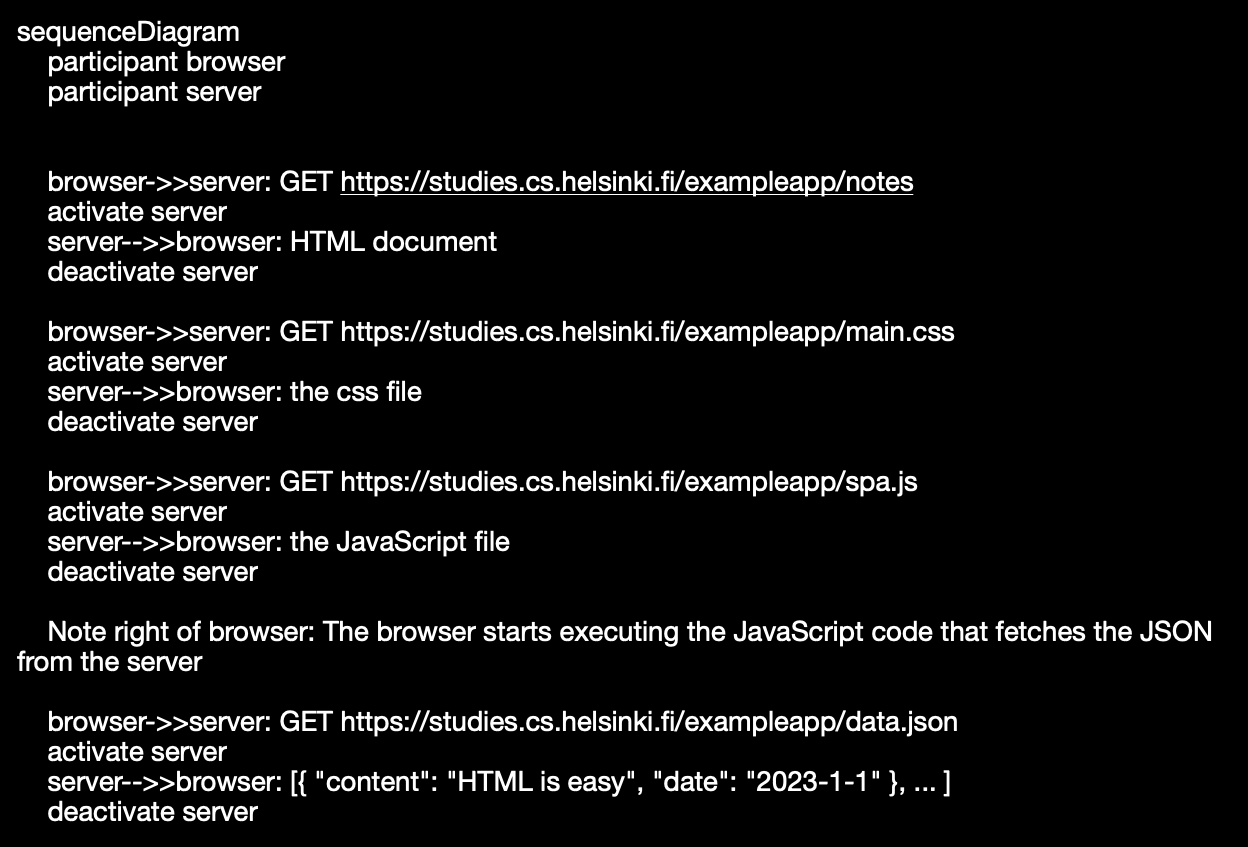 sequenceDiagram
participant browser
participant server
browser->>server: GET https://studies.cs.helsinki.fi/exampleapp/notes
activate server
server-->>browser: HTML document
deactivate server
browser->>server: GET https://studies.cs.helsinki.fi/exampleapp/main.css
activate server
server-->>browser: the css file
deactivate server
browser->>server: GET https://studies.cs.helsinki.fi/exampleapp/spa.js
activate server
server-->>browser: the JavaScript file
deactivate server
Note right of browser: The browser starts executing the JavaScript code that fetches the JSON
from the server
browser->>server: GET https://studies.cs.helsinki.fi/exampleapp/data.json
activate server
server-->>browser: [{ "content": "HTML is easy", "date": "2023-1-1" }, ... ]
deactivate server